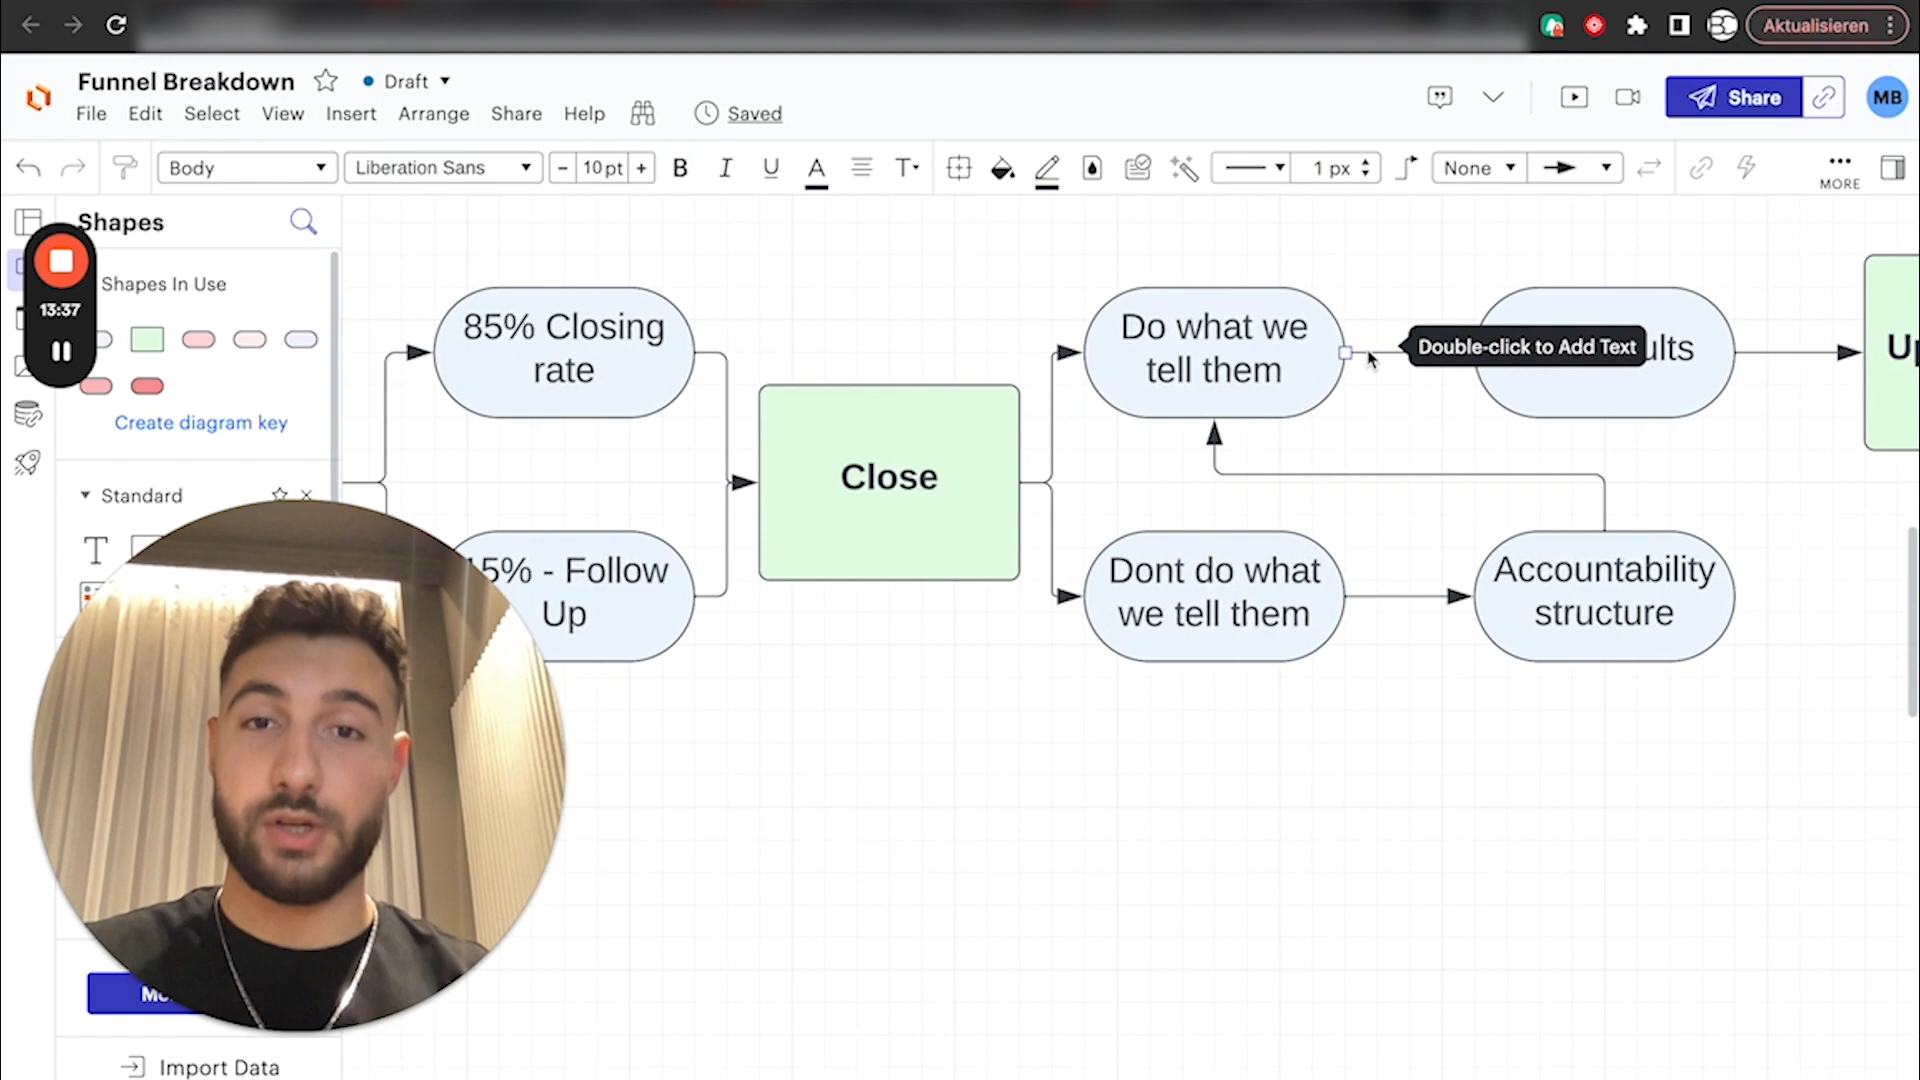 Aktualisieren
Funnel Breakdown
Draft
File Edit Select View Insert Arrange Share Help
Saved
Share
MB
Body
Liberation Sans
- 10 pt +
B I U A T
1 px
None
MORE
Shapes
13:37
Shapes In Use
Create diagram key
Standard
T
Import Data
85% Closing
rate
5% - Follow
Up
Close
Do what we
tell them
Double-click to Add Text
ults
Dont do what
we tell them
Accountability
structure
Up